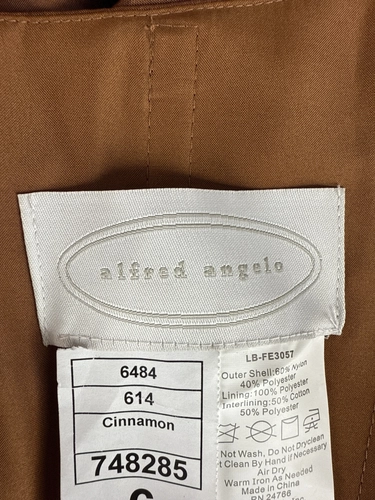 alfred angelo
6484
614
Cinnamon
748285
LB-FE3057
Outer Shell:60% Nylon
40% Polyester
Lining:100% Polyester
Interlining:50% Cotton
50% Polyester
Not Wash, Do Not Dryclean
t Clean By Hand if Necessary
Air Dry
Warm Iron As Needed
Made in China
RN 24766